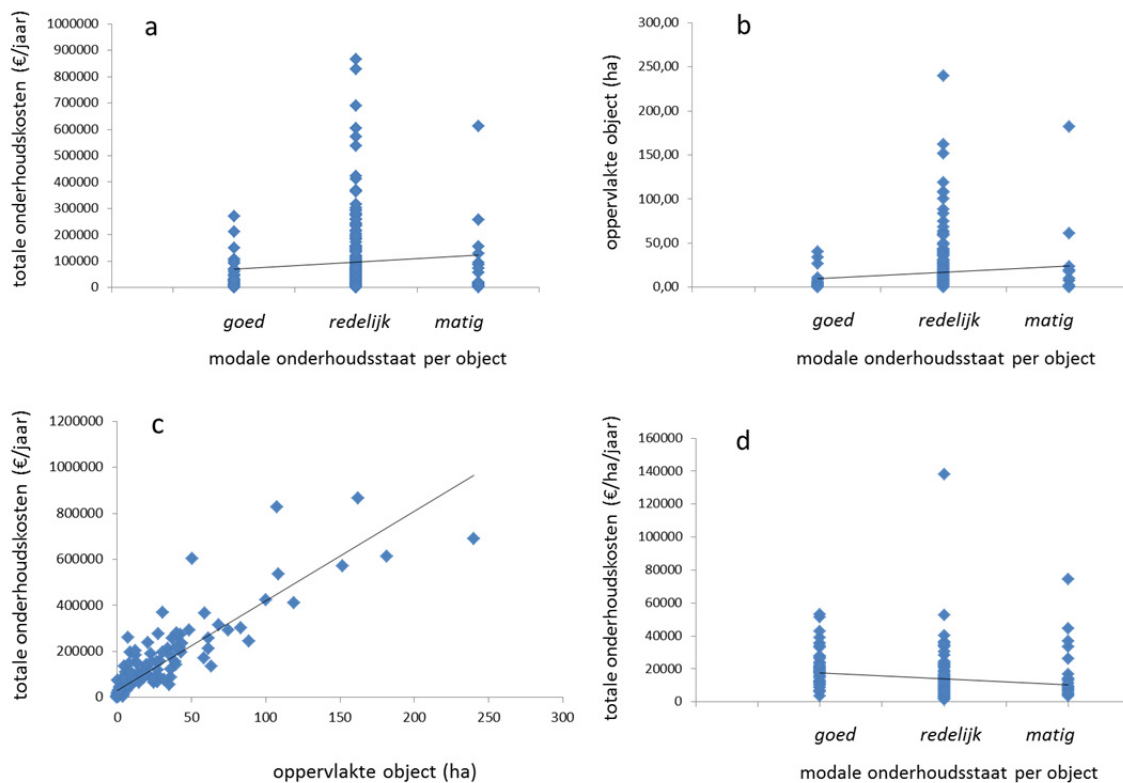 a
totale onderhoudskosten (€/jaar)
1000000
900000
800000
700000
600000
500000
400000
300000
200000
100000
0
goed redelijk matig
modale onderhoudsstaat per object
b
oppervlakte object (ha)
300,00
250,00
200,00
150,00
100,00
50,00
0,00
goed redelijk matig
modale onderhoudsstaat per object
c
totale onderhoudskosten (€/jaar)
1200000
1000000
800000
600000
400000
200000
0
0 50 100 150 200 250 300
oppervlakte object (ha)
d
totale onderhoudskosten (€/ha/jaar)
160000
140000
120000
100000
80000
60000
40000
20000
0
goed redelijk matig
modale onderhoudsstaat per object